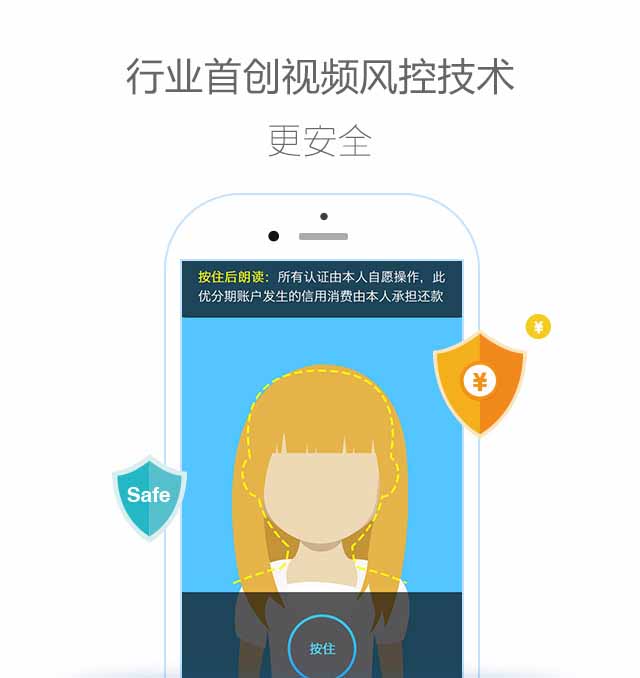 行业首创视频风控技术
更安全
按住后朗读：所有认证由本人自愿操作，此
优分期账户发生的信用消费由本人承担还款
¥
¥
Safe
按住